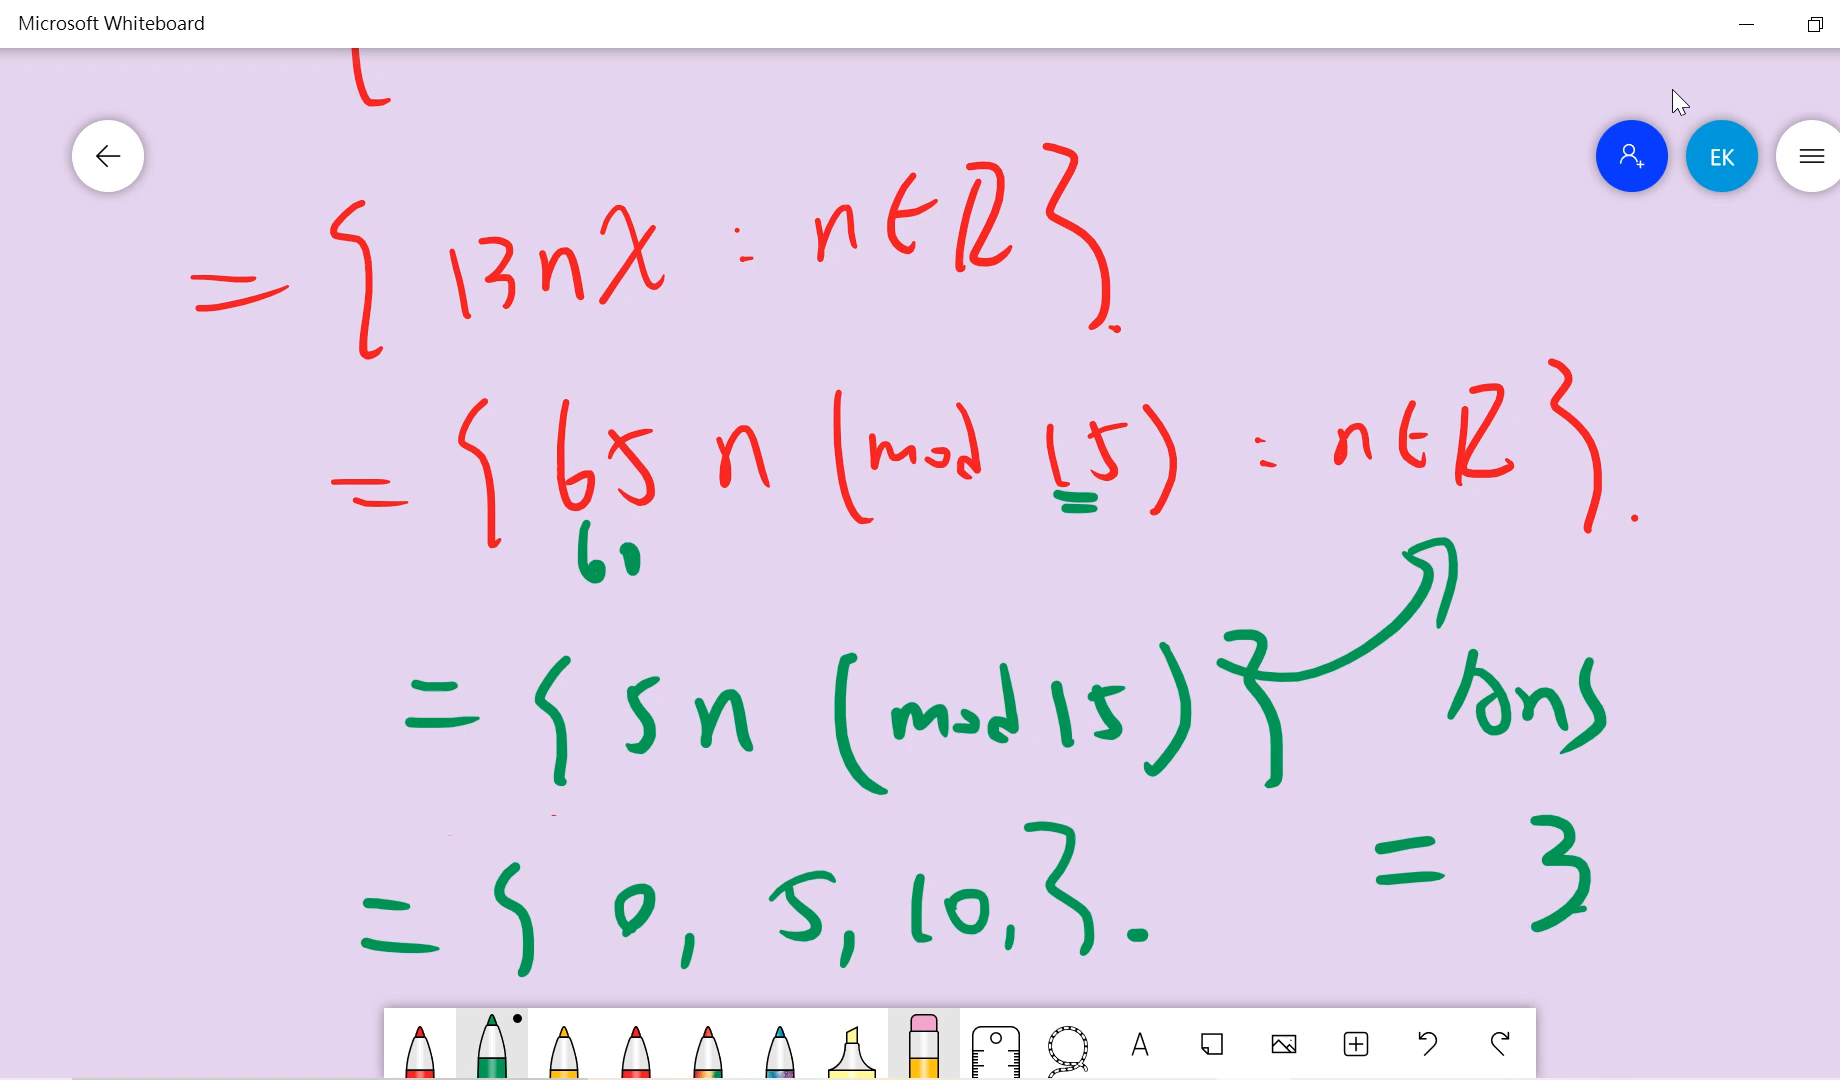 Microsoft Whiteboard
EK
= { 13nx : n∈ℤ }.
= { 65 n (mod 15) : n∈ℤ }.
60
= { 5n (mod 15) } ans
= { 0, 5, 10, }. = 3
A